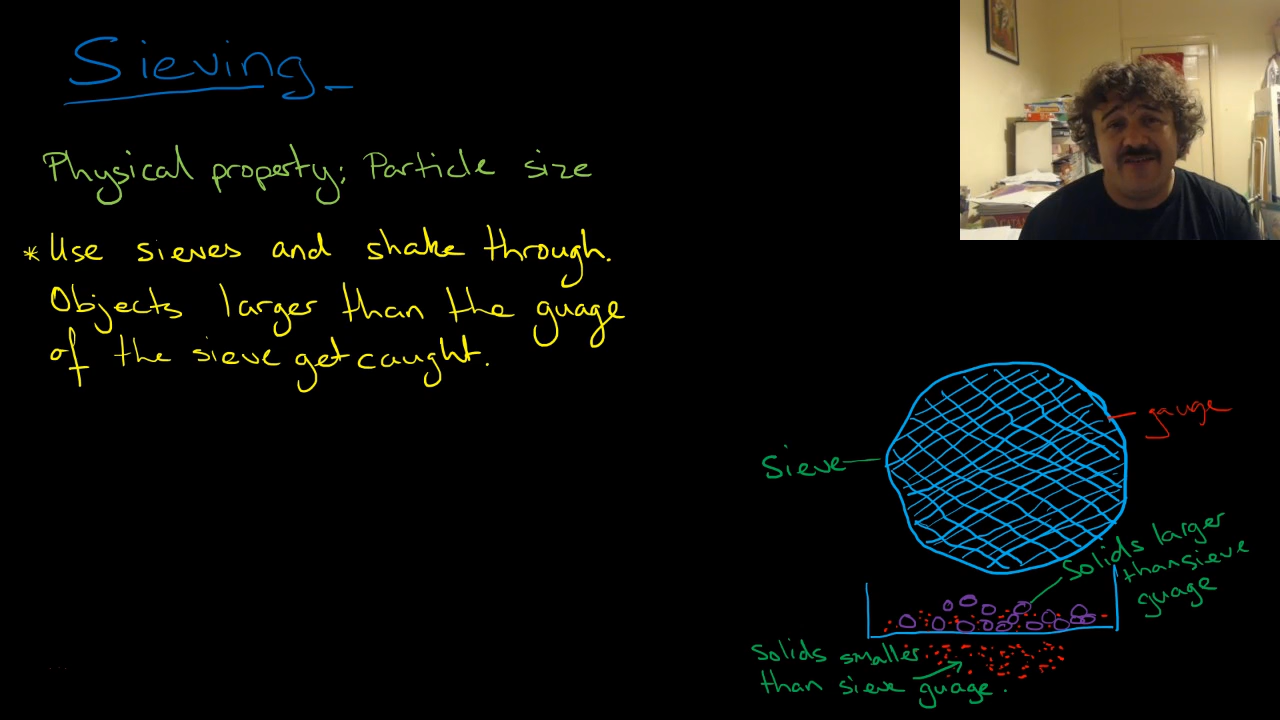 Sieving
Physical property: Particle size
* Use sieves and shake through.
Objects larger than the guage
of the sieve get caught.
gauge
Sieve
Solids larger
than sieve
guage
Solids smaller
than sieve guage.
CATAN